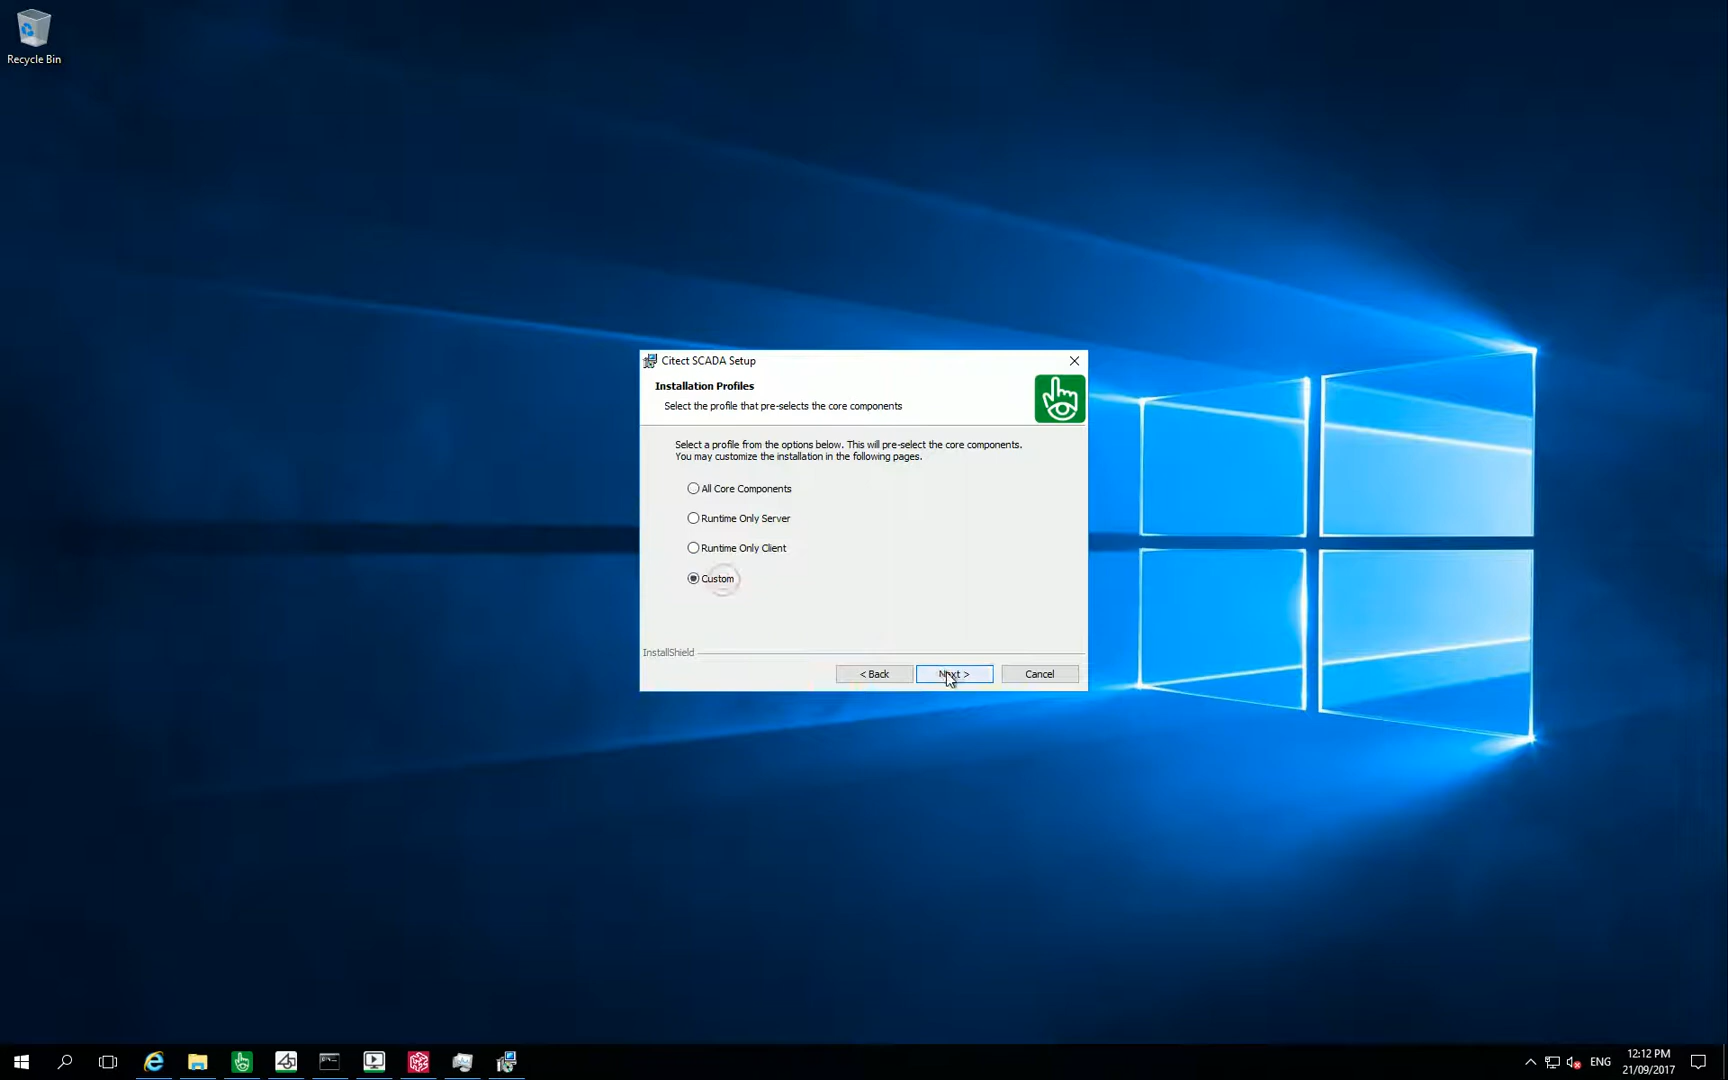 Recycle Bin
Citect SCADA Setup
Installation Profiles
Select the profile that pre-selects the core components
Select a profile from the options below. This will pre-select the core components.
You may customize the installation in the following pages.
All Core Components
Runtime Only Server
Runtime Only Client
Custom
InstallShield
< Back
Next >
Cancel
ENG
12:12 PM
21/09/2017